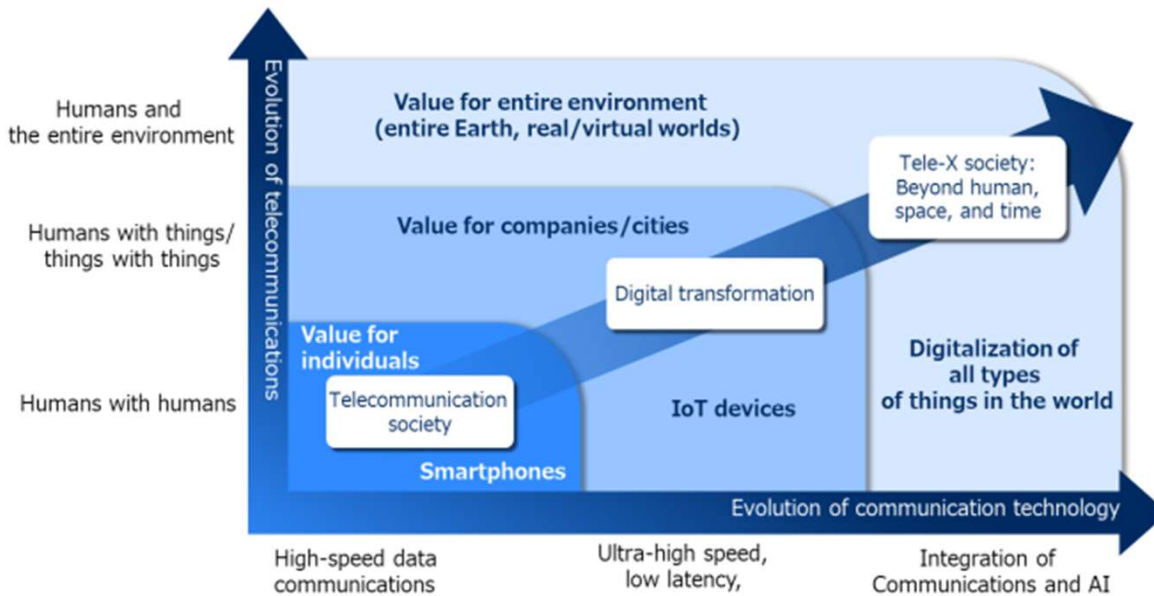 Evolution of telecommunications
Humans and
the entire environment
Value for entire environment
(entire Earth, real/virtual worlds)
Tele-X society:
Beyond human,
space, and time
Humans with things/
things with things
Value for companies/cities
Digital transformation
Value for
individuals
Humans with humans
Telecommunication
society
Smartphones
IoT devices
Digitalization of
all types
of things in the world
Evolution of communication technology
High-speed data
communications
Ultra-high speed,
low latency,
Integration of
Communications and AI